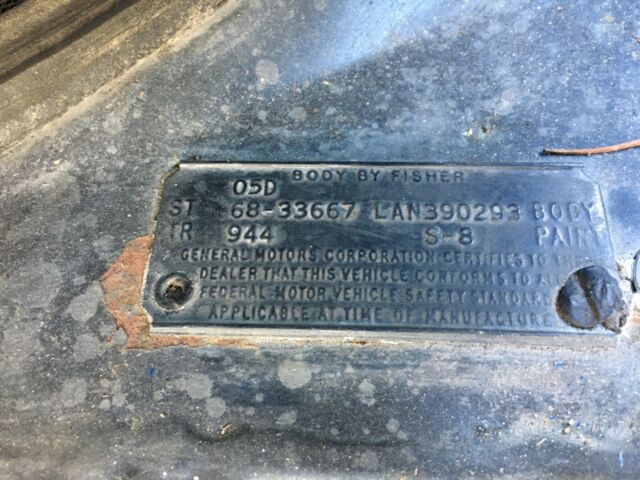 BODY BY FISHER
05D
ST 68-33667 LAN390293 BODY
TR 944 S-8 PAINT
GENERAL MOTORS CORPORATION CERTIFIES TO THE
DEALER THAT THIS VEHICLE CONFORMS TO ALL
FEDERAL MOTOR VEHICLE SAFETY STANDARDS
APPLICABLE AT TIME OF MANUFACTURE